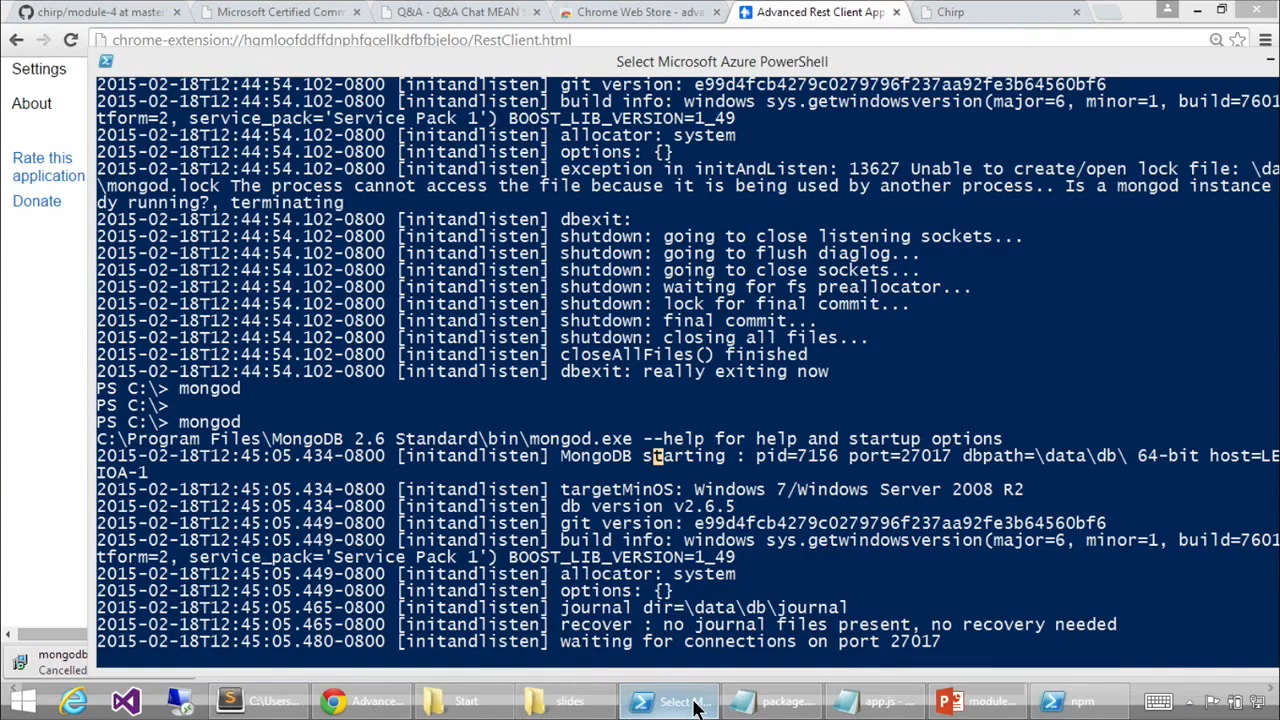 chirp/module-4 at master
Microsoft Certified Comm
Q&A - Q&A Chat MEAN S
Chrome Web Store - adva
Advanced Rest Client App
Chirp
chrome-extension://hgmloofddffdnphfgcellkdfbfbjeloo/RestClient.html
Settings
About
Rate this
application
Donate
Select Microsoft Azure PowerShell
2015-02-18T12:44:54.102-0800 [initandlisten] git version: e99d4fcb4279c0279796f237aa92fe3b64560bf6
2015-02-18T12:44:54.102-0800 [initandlisten] build info: windows sys.getwindowsversion(major=6, minor=1, build=7601
tform=2, service_pack='Service Pack 1') BOOST_LIB_VERSION=1_49
2015-02-18T12:44:54.102-0800 [initandlisten] allocator: system
2015-02-18T12:44:54.102-0800 [initandlisten] options: {}
2015-02-18T12:44:54.102-0800 [initandlisten] exception in initAndListen: 13627 Unable to create/open lock file: \da
\mongod.lock The process cannot access the file because it is being used by another process.. Is a mongod instance
dy running?, terminating
2015-02-18T12:44:54.102-0800 [initandlisten] dbexit:
2015-02-18T12:44:54.102-0800 [initandlisten] shutdown: going to close listening sockets...
2015-02-18T12:44:54.102-0800 [initandlisten] shutdown: going to flush diaglog...
2015-02-18T12:44:54.102-0800 [initandlisten] shutdown: going to close sockets...
2015-02-18T12:44:54.102-0800 [initandlisten] shutdown: waiting for fs preallocator...
2015-02-18T12:44:54.102-0800 [initandlisten] shutdown: lock for final commit...
2015-02-18T12:44:54.102-0800 [initandlisten] shutdown: final commit...
2015-02-18T12:44:54.102-0800 [initandlisten] shutdown: closing all files...
2015-02-18T12:44:54.102-0800 [initandlisten] closeAllFiles() finished
2015-02-18T12:44:54.102-0800 [initandlisten] dbexit: really exiting now
PS C:\> mongod
PS C:\>
PS C:\> mongod
C:\Program Files\MongoDB 2.6 Standard\bin\mongod.exe --help for help and startup options
2015-02-18T12:45:05.434-0800 [initandlisten] MongoDB starting : pid=7156 port=27017 dbpath=\data\db\ 64-bit host=LE
IOA-1
2015-02-18T12:45:05.434-0800 [initandlisten] targetMinOS: Windows 7/Windows Server 2008 R2
2015-02-18T12:45:05.434-0800 [initandlisten] db version v2.6.5
2015-02-18T12:45:05.449-0800 [initandlisten] git version: e99d4fcb4279c0279796f237aa92fe3b64560bf6
2015-02-18T12:45:05.449-0800 [initandlisten] build info: windows sys.getwindowsversion(major=6, minor=1, build=7601
tform=2, service_pack='Service Pack 1') BOOST_LIB_VERSION=1_49
2015-02-18T12:45:05.449-0800 [initandlisten] allocator: system
2015-02-18T12:45:05.449-0800 [initandlisten] options: {}
2015-02-18T12:45:05.465-0800 [initandlisten] journal dir=\data\db\journal
2015-02-18T12:45:05.465-0800 [initandlisten] recover : no journal files present, no recovery needed
2015-02-18T12:45:05.480-0800 [initandlisten] waiting for connections on port 27017
mongodb
Cancelled
C:\Users...
Advance...
Start
slides
Select M...
package...
app.js - ...
module...
npm